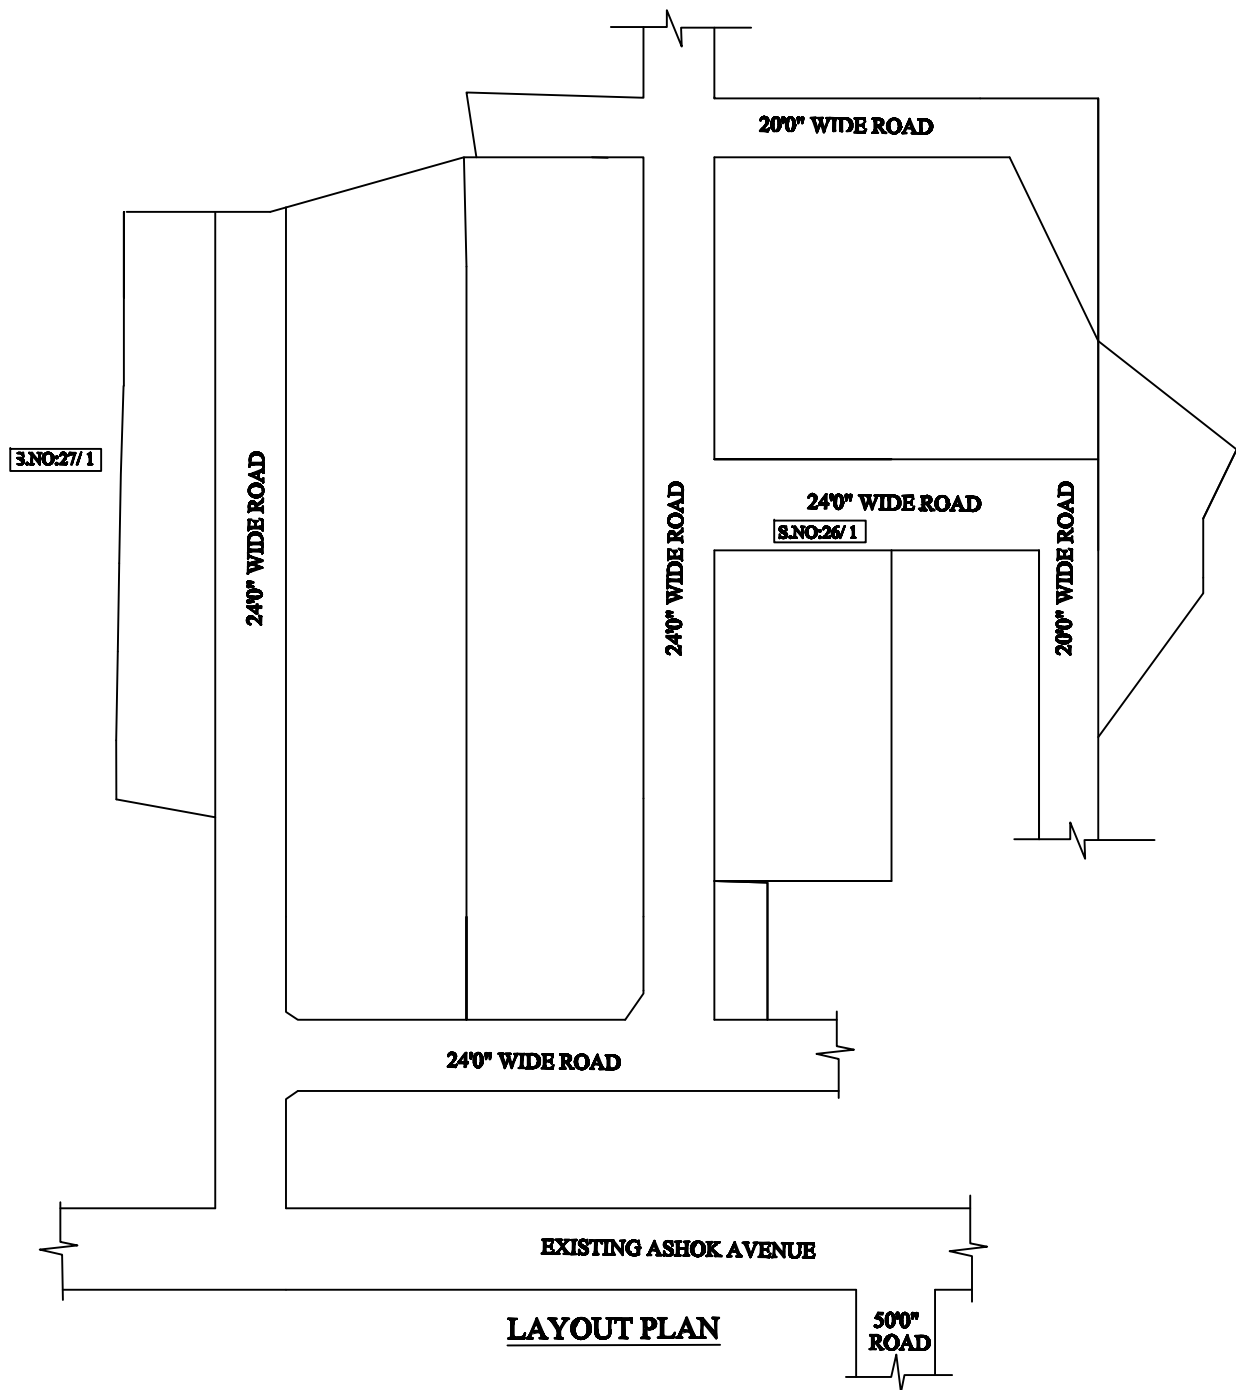 20'0" WIDE ROAD
S.NO:27/ 1
24'0" WIDE ROAD
24'0" WIDE ROAD
24'0" WIDE ROAD
S.NO:26/ 1
20'0" WIDE ROAD
24'0" WIDE ROAD
EXISTING ASHOK AVENUE
LAYOUT PLAN
50'0"
ROAD